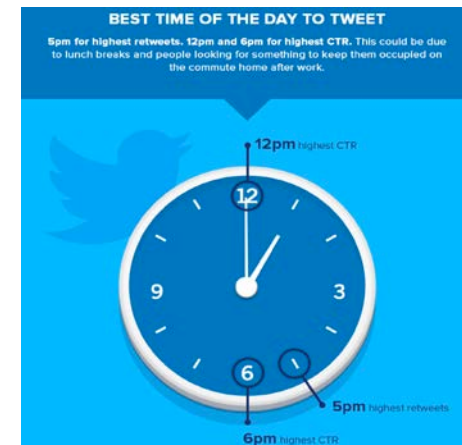 BEST TIME OF THE DAY TO TWEET
5pm for highest retweets. 12pm and 6pm for highest CTR. This could be due
to lunch breaks and people looking for something to keep them occupied on
the commute home after work.
12pm highest CTR
12
9
3
6
5pm highest retweets
6pm highest CTR